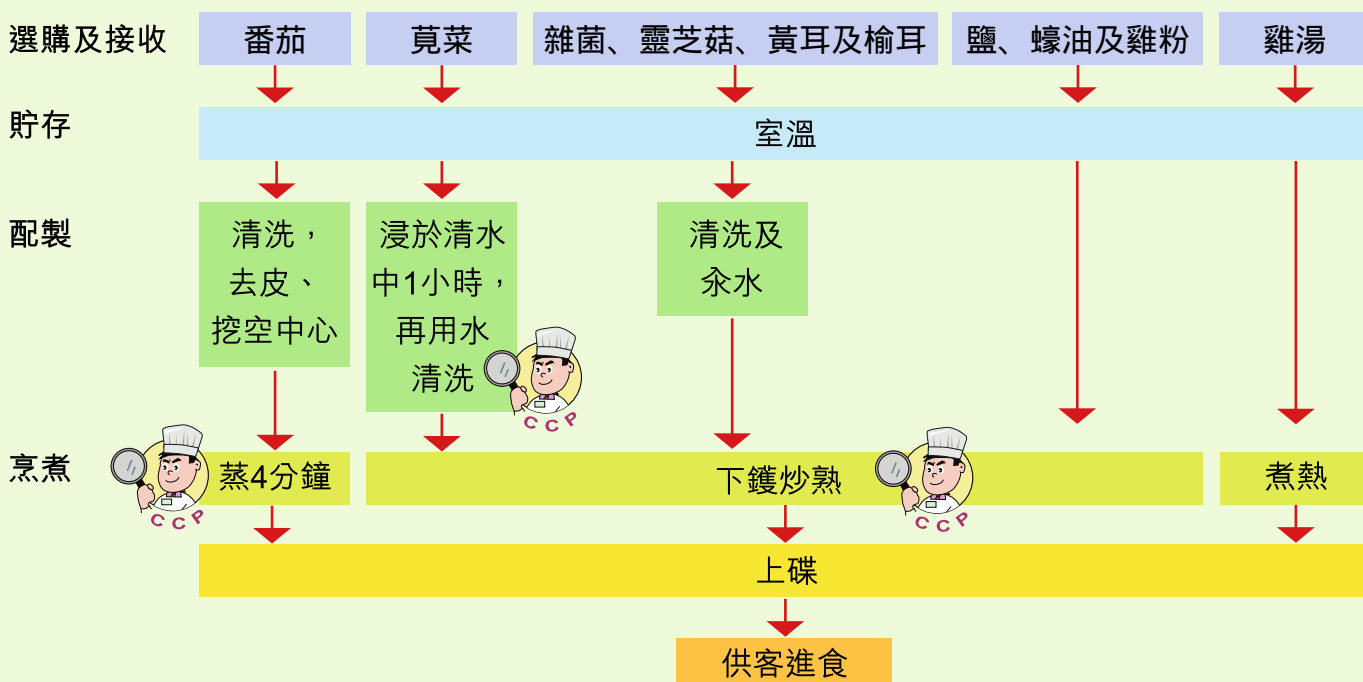 選購及接收
番茄
莧菜
雜菌、靈芝菇、黃耳及榆耳
鹽、蠔油及雞粉
雞湯
貯存
室溫
配製
清洗，
去皮、
挖空中心
浸於清水
中1小時，
再用水
清洗
CCP
清洗及
汆水
烹煮
CCP
蒸4分鐘
下鑊炒熟
CCP
煮熱
上碟
供客進食